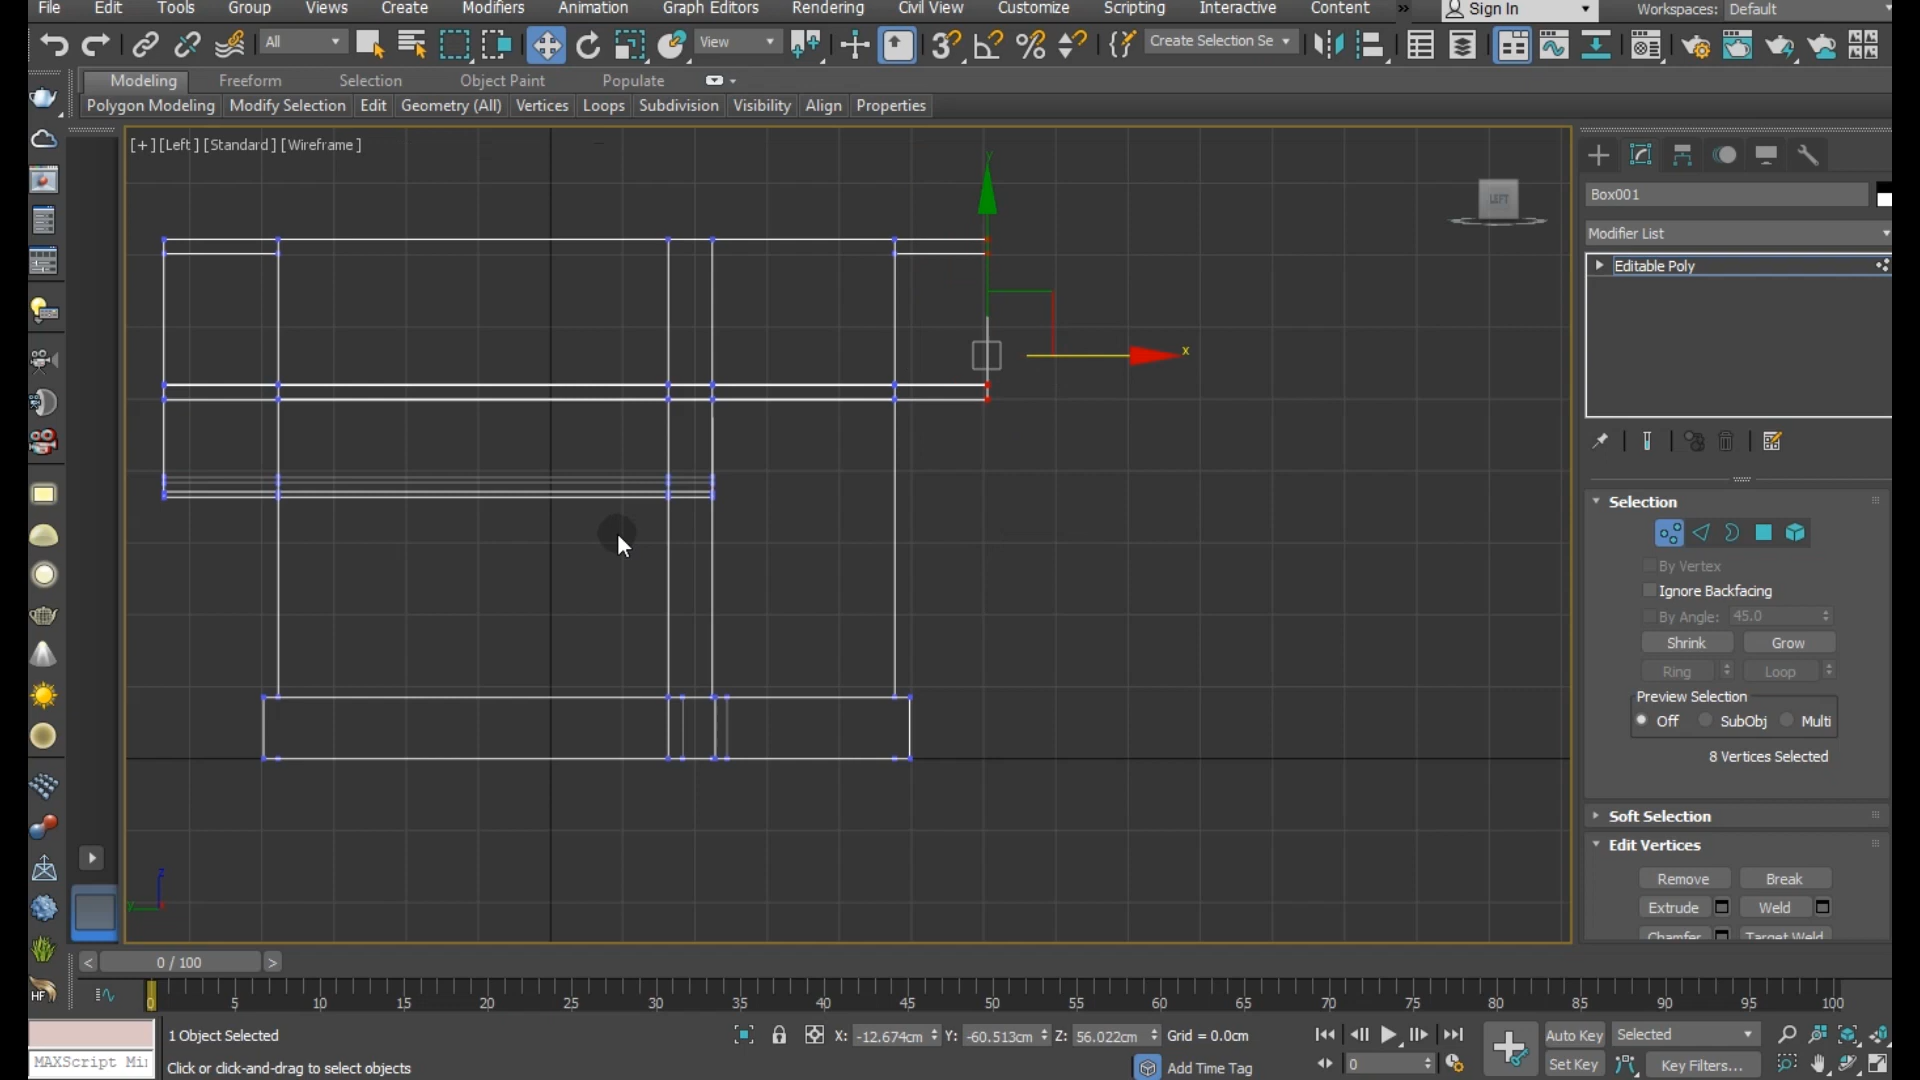 File Edit Tools Group Views Create Modifiers Animation Graph Editors Rendering Civil View Customize Scripting Interactive Content » Sign In Workspaces: Default
All View Create Selection Se
Modeling Freeform Selection Object Paint Populate
Polygon Modeling Modify Selection Edit Geometry (All) Vertices Loops Subdivision Visibility Align Properties
[+] [Left] [Standard] [Wireframe]
y
LEFT
x
z
y
Box001
Modifier List
Editable Poly
Selection
By Vertex
Ignore Backfacing
By Angle: 45.0
Shrink Grow
Ring Loop
Preview Selection
Off SubObj Multi
8 Vertices Selected
Soft Selection
Edit Vertices
Remove Break
Extrude Weld
Chamfer Target Weld
HF
< 0 / 100 >
0 5 10 15 20 25 30 35 40 45 50 55 60 65 70 75 80 85 90 95 100
1 Object Selected X: -12.674cm Y: -60.513cm Z: 56.022cm Grid = 0.0cm Auto Key Selected
MAXScript Mi Click or click-and-drag to select objects Add Time Tag 0 Set Key Key Filters...